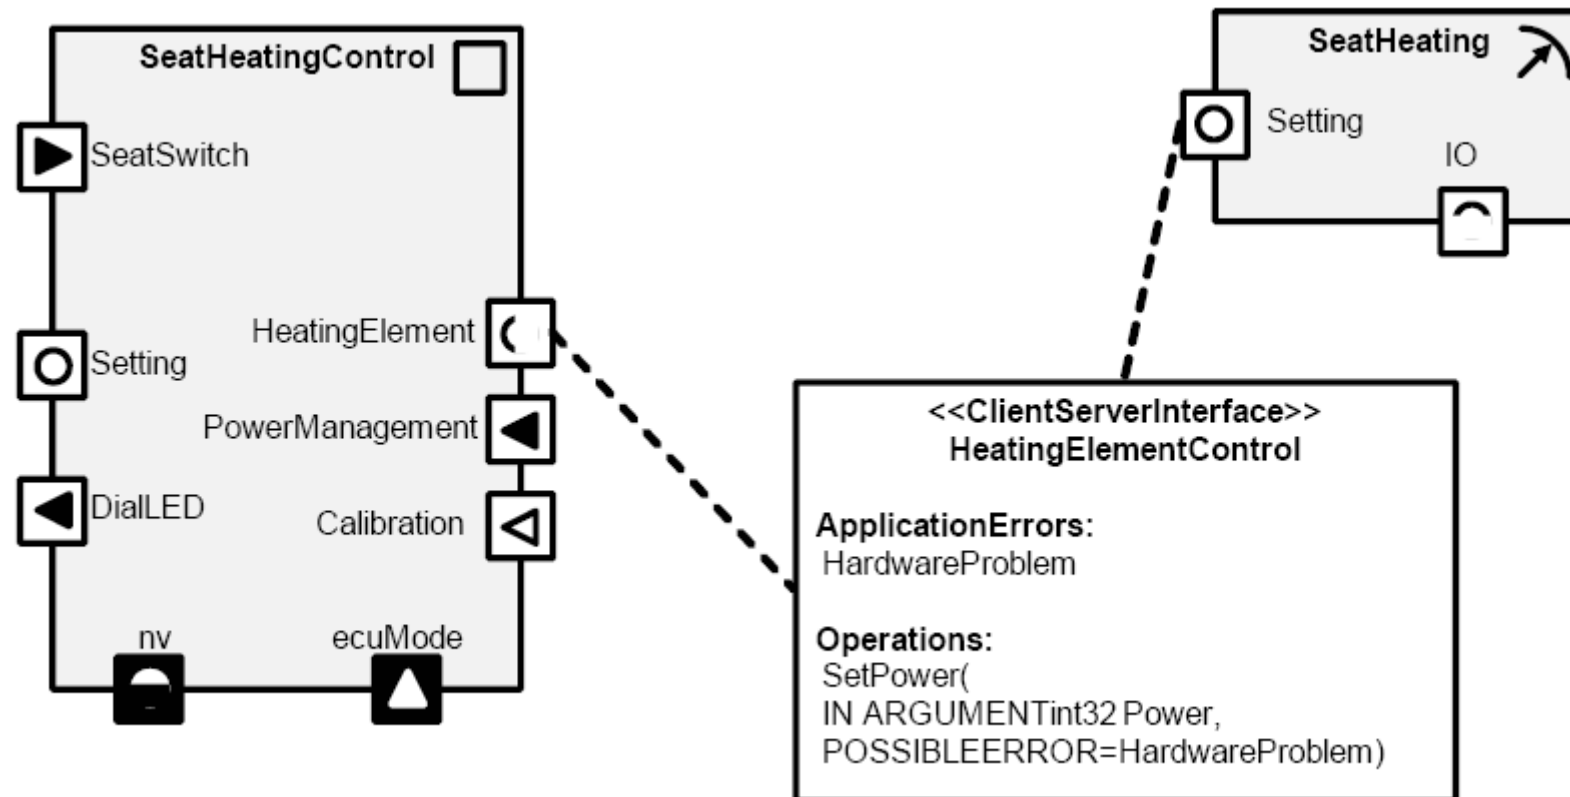 SeatHeatingControl
SeatSwitch
HeatingElement
Setting
PowerManagement
DialLED
Calibration
nv
ecuMode
SeatHeating
Setting
IO
<<ClientServerInterface>>
HeatingElementControl
ApplicationErrors:
HardwareProblem
Operations:
SetPower(
IN ARGUMENTint32 Power,
POSSIBLEERROR=HardwareProblem)